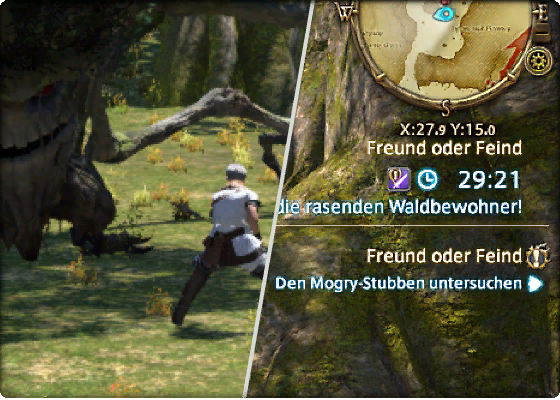 W
E
S
X:27.9 Y:15.0
Freund oder Feind
29:21
die rasenden Waldbewohner!
Freund oder Feind
Den Mogry-Stubben untersuchen